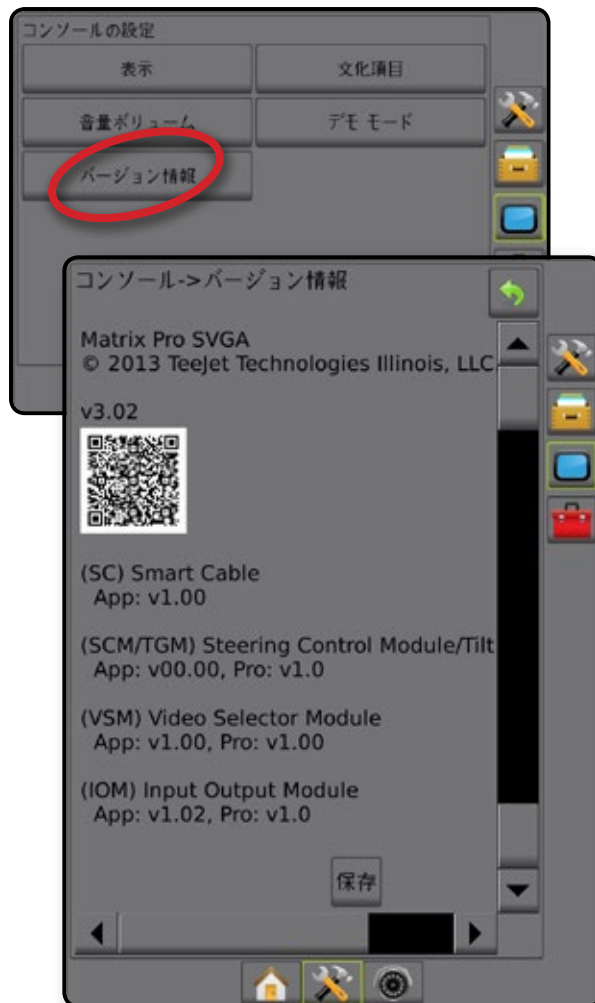 コンソールの設定
表示
文化項目
音量ボリューム
デモ モード
バージョン情報
コンソール->バージョン情報
Matrix Pro SVGA
© 2013 TeeJet Technologies Illinois, LLC
v3.02
(SC) Smart Cable
App: v1.00
(SCM/TGM) Steering Control Module/Tilt
App: v00.00, Pro: v1.0
(VSM) Video Selector Module
App: v1.00, Pro: v1.00
(IOM) Input Output Module
App: v1.02, Pro: v1.0
保存